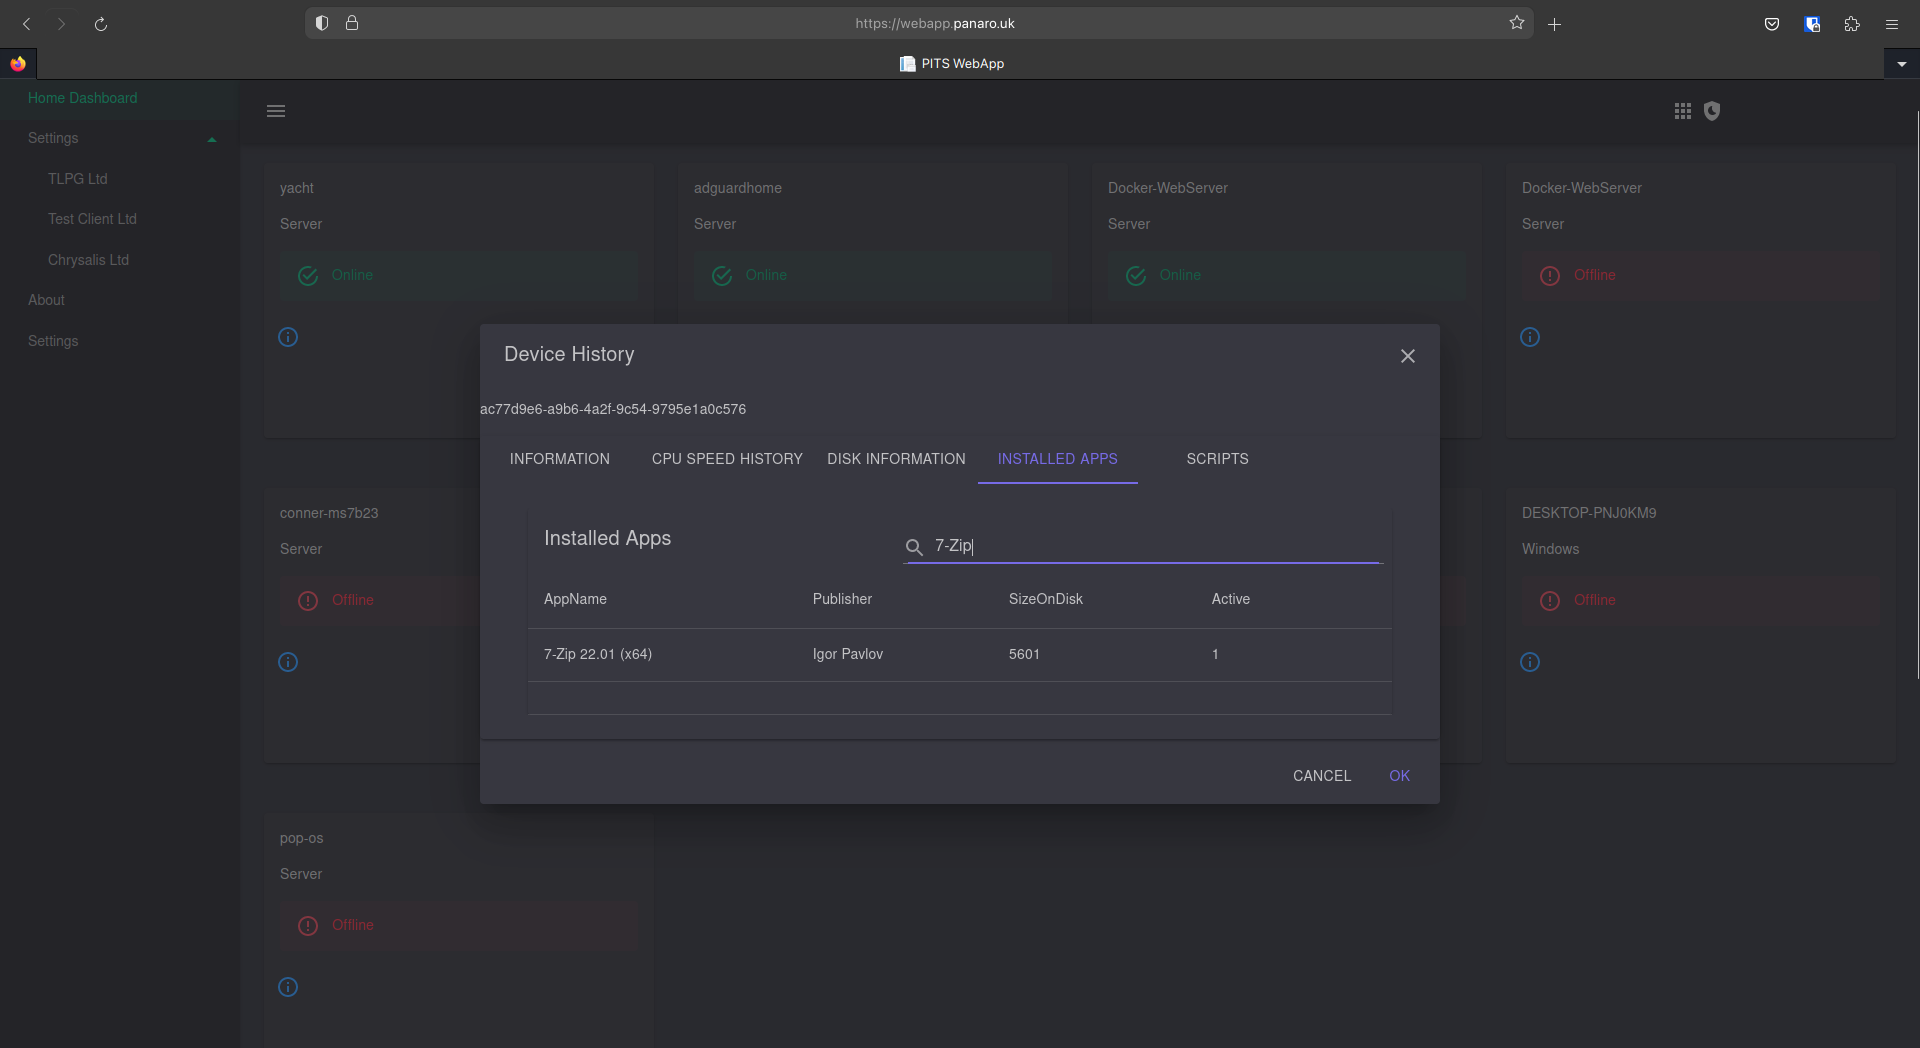 https://webapp.panaro.uk
PITS WebApp
Home Dashboard
Settings
TLPG Ltd
Test Client Ltd
Chrysalis Ltd
About
Settings
yacht
Server
Online
adguardhome
Server
Online
Docker-WebServer
Server
Online
Docker-WebServer
Server
Offline
conner-ms7b23
Server
Offline
DESKTOP-PNJ0KM9
Windows
Offline
pop-os
Server
Offline
Device History
ac77d9e6-a9b6-4a2f-9c54-9795e1a0c576
INFORMATION CPU SPEED HISTORY DISK INFORMATION INSTALLED APPS SCRIPTS
Installed Apps
7-Zip
AppName Publisher SizeOnDisk Active
7-Zip 22.01 (x64) Igor Pavlov 5601 1
CANCEL OK